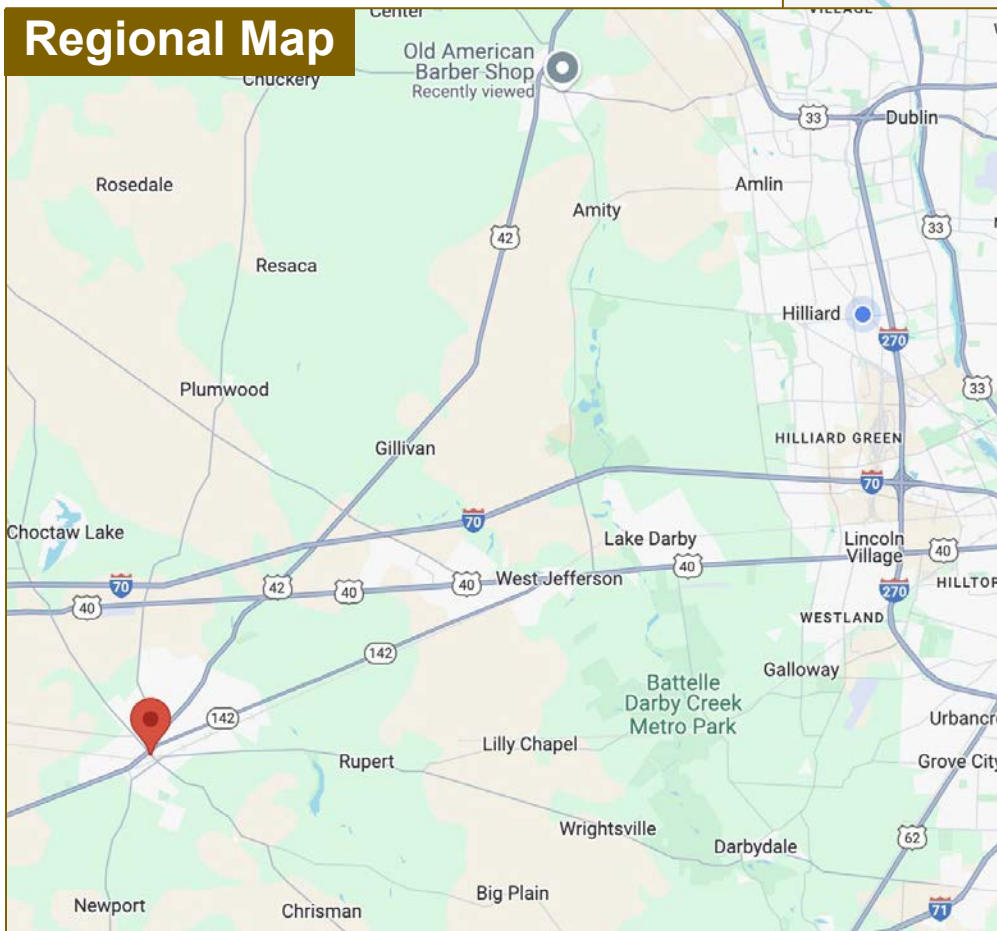 Regional Map
Center
VILLAGE
Chuckery
Old American
Barber Shop
Recently viewed
33
Dublin
Rosedale
Amlin
Amity
42
33
Resaca
Hilliard
270
Plumwood
33
Gillivan
HILLIARD GREEN
70
70
Choctaw Lake
Lake Darby
Lincoln
Village
40
70
42
40
40
West Jefferson
40
270
HILLTOP
40
WESTLAND
142
Galloway
Battelle
Darby Creek
Metro Park
142
Urbancre
Lilly Chapel
Rupert
Grove City
Wrightsville
62
Darbydale
Big Plain
Newport
Chrisman
71